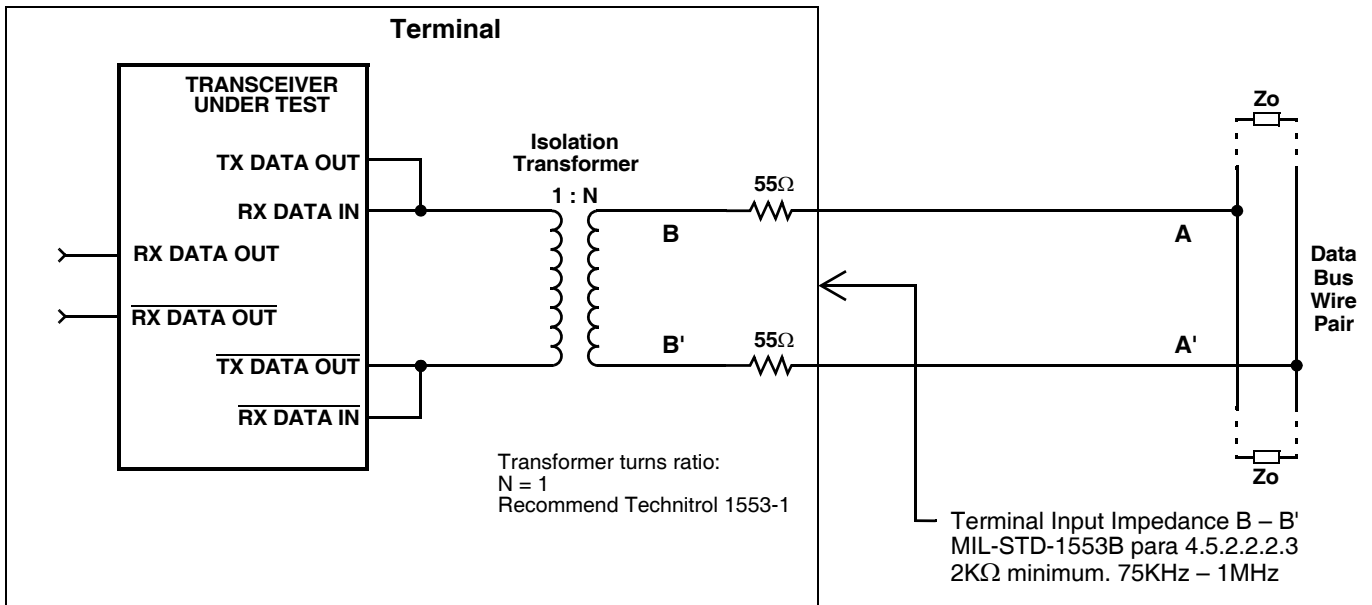 Terminal
TRANSCEIVER
UNDER TEST
TX DATA OUT
RX DATA IN
RX DATA OUT
RX DATA OUT
TX DATA OUT
RX DATA IN
Isolation
Transformer
1 : N
B
55Ω
A
B'
55Ω
A'
Zo
Data
Bus
Wire
Pair
Zo
Transformer turns ratio:
N = 1
Recommend Technitrol 1553-1
Terminal Input Impedance B – B'
MIL-STD-1553B para 4.5.2.2.2.3
2KΩ minimum. 75KHz – 1MHz